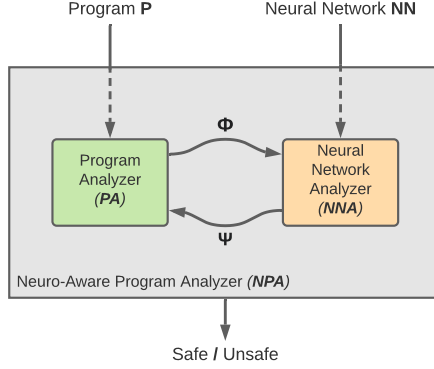 Program P
Neural Network NN
Φ
Program
Analyzer
(PA)
Neural
Network
Analyzer
(NNA)
Ψ
Neuro-Aware Program Analyzer (NPA)
Safe / Unsafe